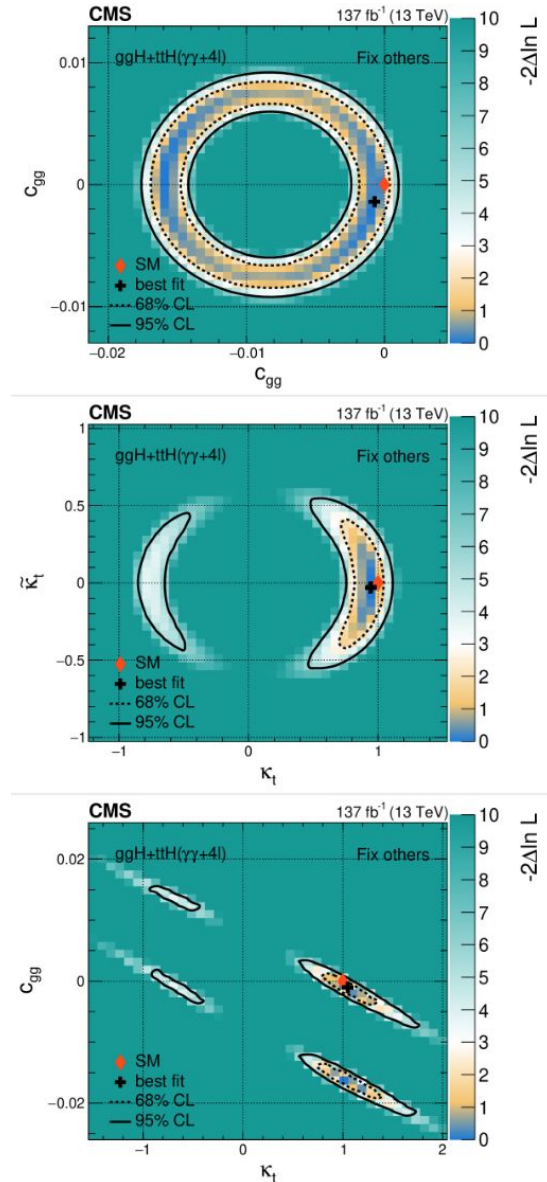 CMS 137 fb⁻¹ (13 TeV)
ggH+ttH(γγ+4l) Fix others
SM
best fit
68% CL
95% CL
0.01
0
−0.01
c_gg
−0.02 −0.01 0
c_gg
10
9
8
7
6
5
4
3
2
1
0
-2Δln L
CMS 137 fb⁻¹ (13 TeV)
ggH+ttH(γγ+4l) Fix others
SM
best fit
68% CL
95% CL
1
0.5
0
−0.5
−1
κ̃_t
−1 0 1
κ_t
10
9
8
7
6
5
4
3
2
1
0
-2Δln L
CMS 137 fb⁻¹ (13 TeV)
ggH+ttH(γγ+4l) Fix others
SM
best fit
68% CL
95% CL
0.02
0
−0.02
c_gg
−1 0 1 2
κ_t
10
9
8
7
6
5
4
3
2
1
0
-2Δln L